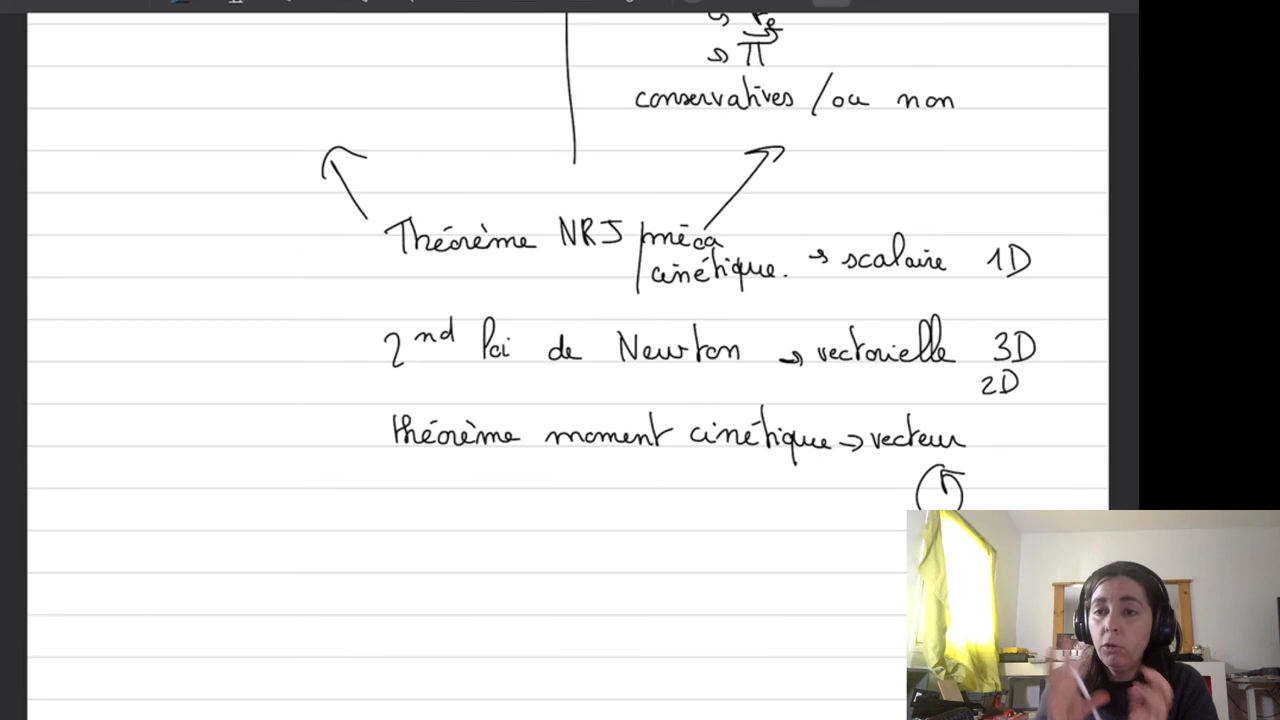 π
conservatives / ou non
Théorème NRJ méca
cinétique. → scalaire 1D
2nd loi de Newton → vectorielle 3D
2D
théorème moment cinétique → vecteur